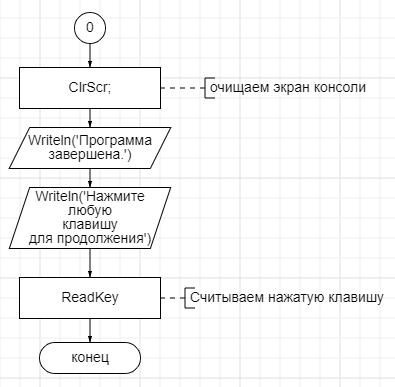 0
ClrScr;
очищаем экран консоли
Writeln('Программа
завершена.')
Writeln('Нажмите
любую
клавишу
для продолжения')
ReadKey
Считываем нажатую клавишу
конец